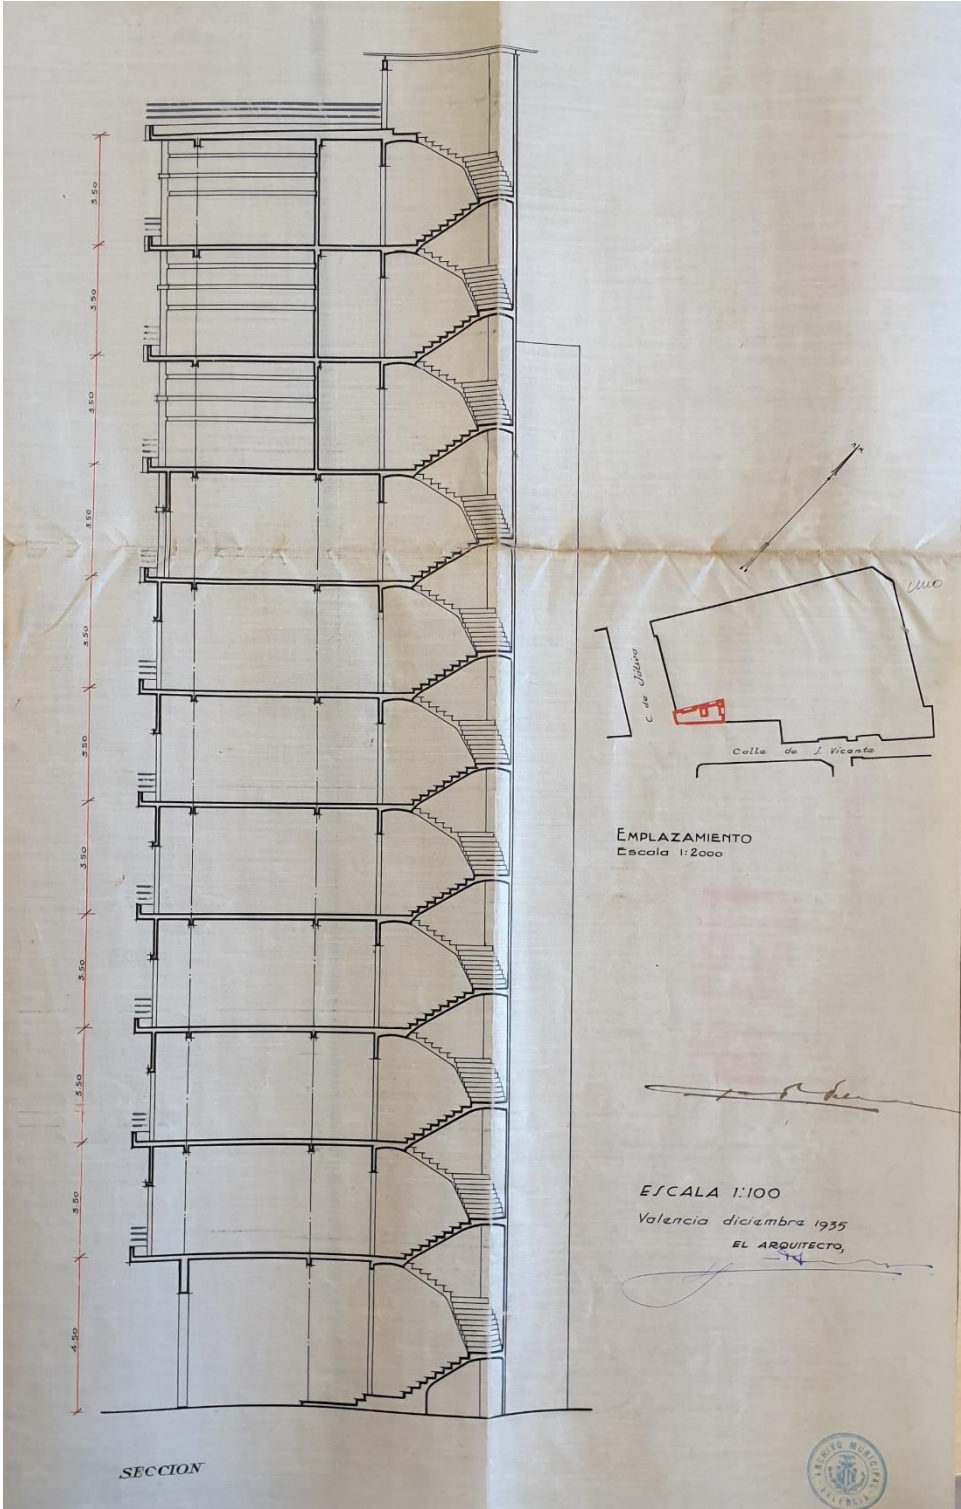 3.50
3.50
3.50
3.50
3.50
3.50
3.50
3.50
3.50
3.50
4.50
C. de Játiva
Calle de S. Vicente
EMPLAZAMIENTO
Escala 1:2000
ESCALA 1:100
Valencia diciembre 1935
EL ARQUITECTO,
SECCION
ARCHIVO MUNICIPAL
VALENCIA